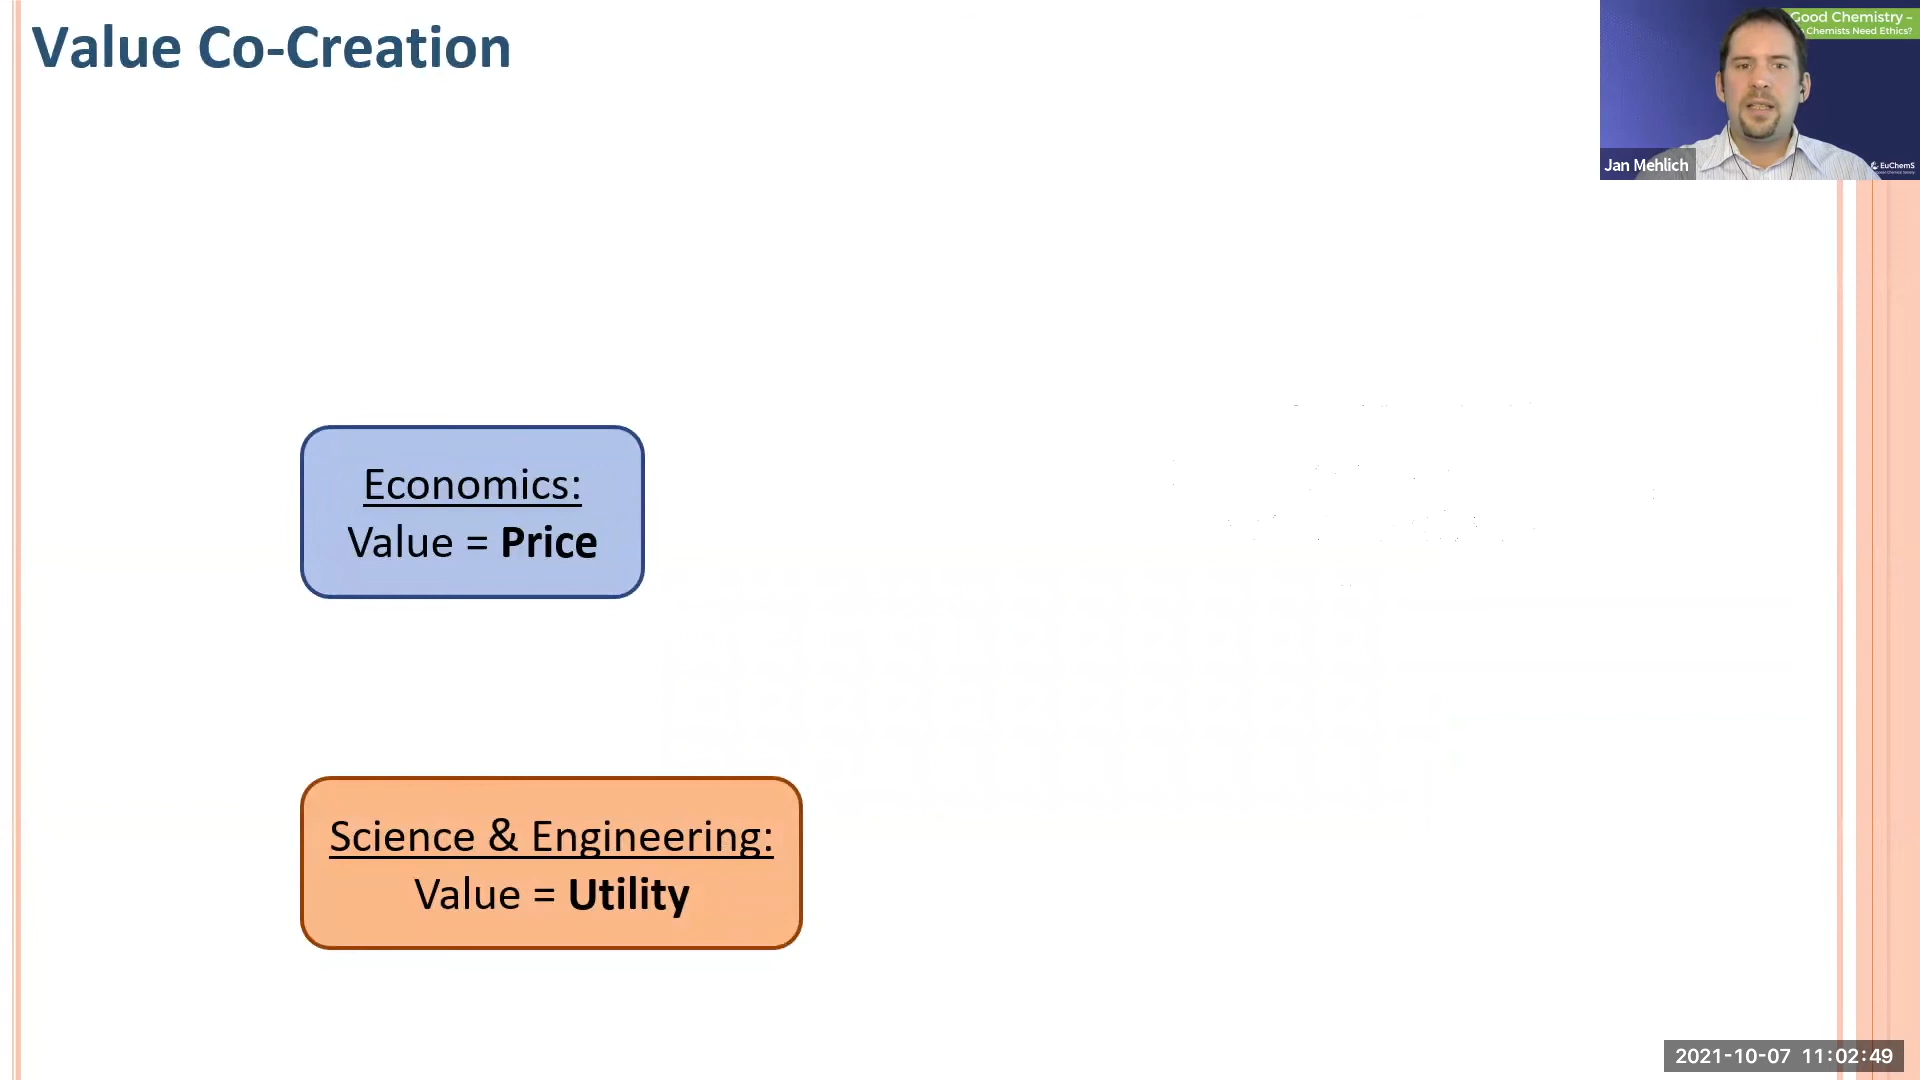 Value Co-Creation
Good Chemistry –
Chemists Need Ethics?
Jan Mehlich
EuChemS
Economics:
Value = Price
Science & Engineering:
Value = Utility
2021-10-07 11:02:49